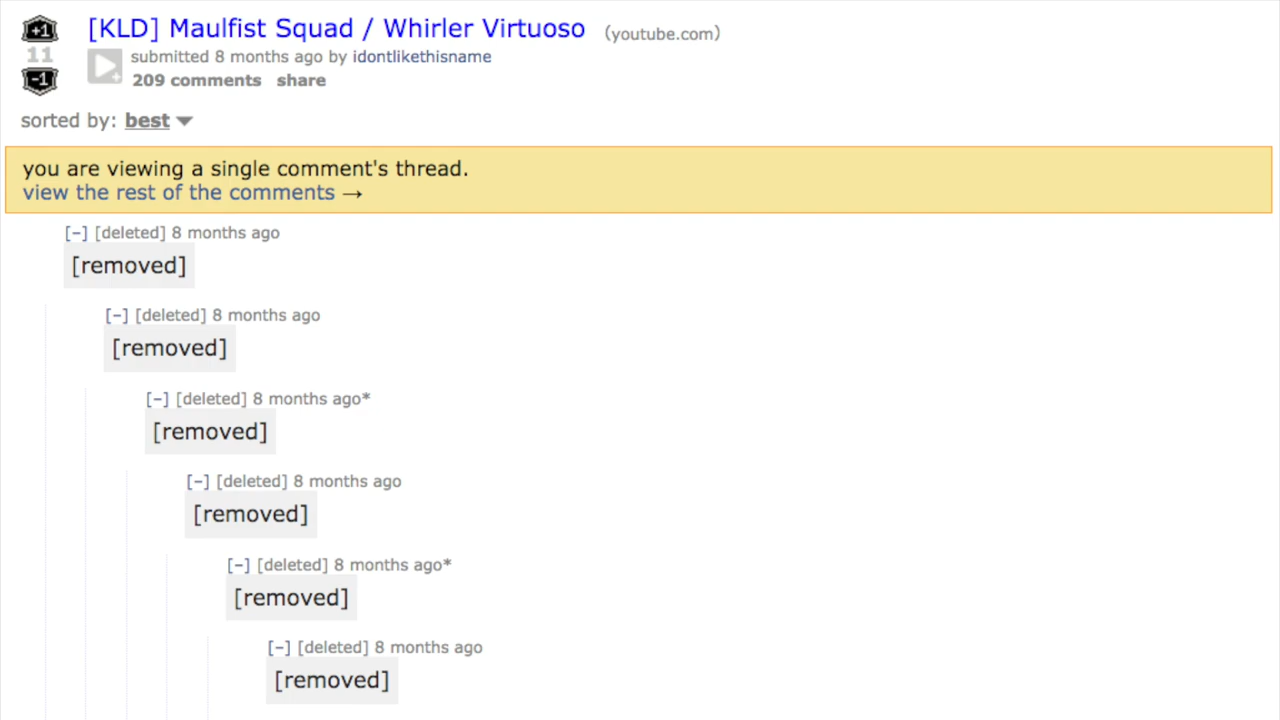 +1
[KLD] Maulfist Squad / Whirler Virtuoso (youtube.com)
11
submitted 8 months ago by idontlikethisname
-1
209 comments share
sorted by: best
you are viewing a single comment's thread.
view the rest of the comments →
[–] [deleted] 8 months ago
[removed]
[–] [deleted] 8 months ago
[removed]
[–] [deleted] 8 months ago*
[removed]
[–] [deleted] 8 months ago
[removed]
[–] [deleted] 8 months ago*
[removed]
[–] [deleted] 8 months ago
[removed]